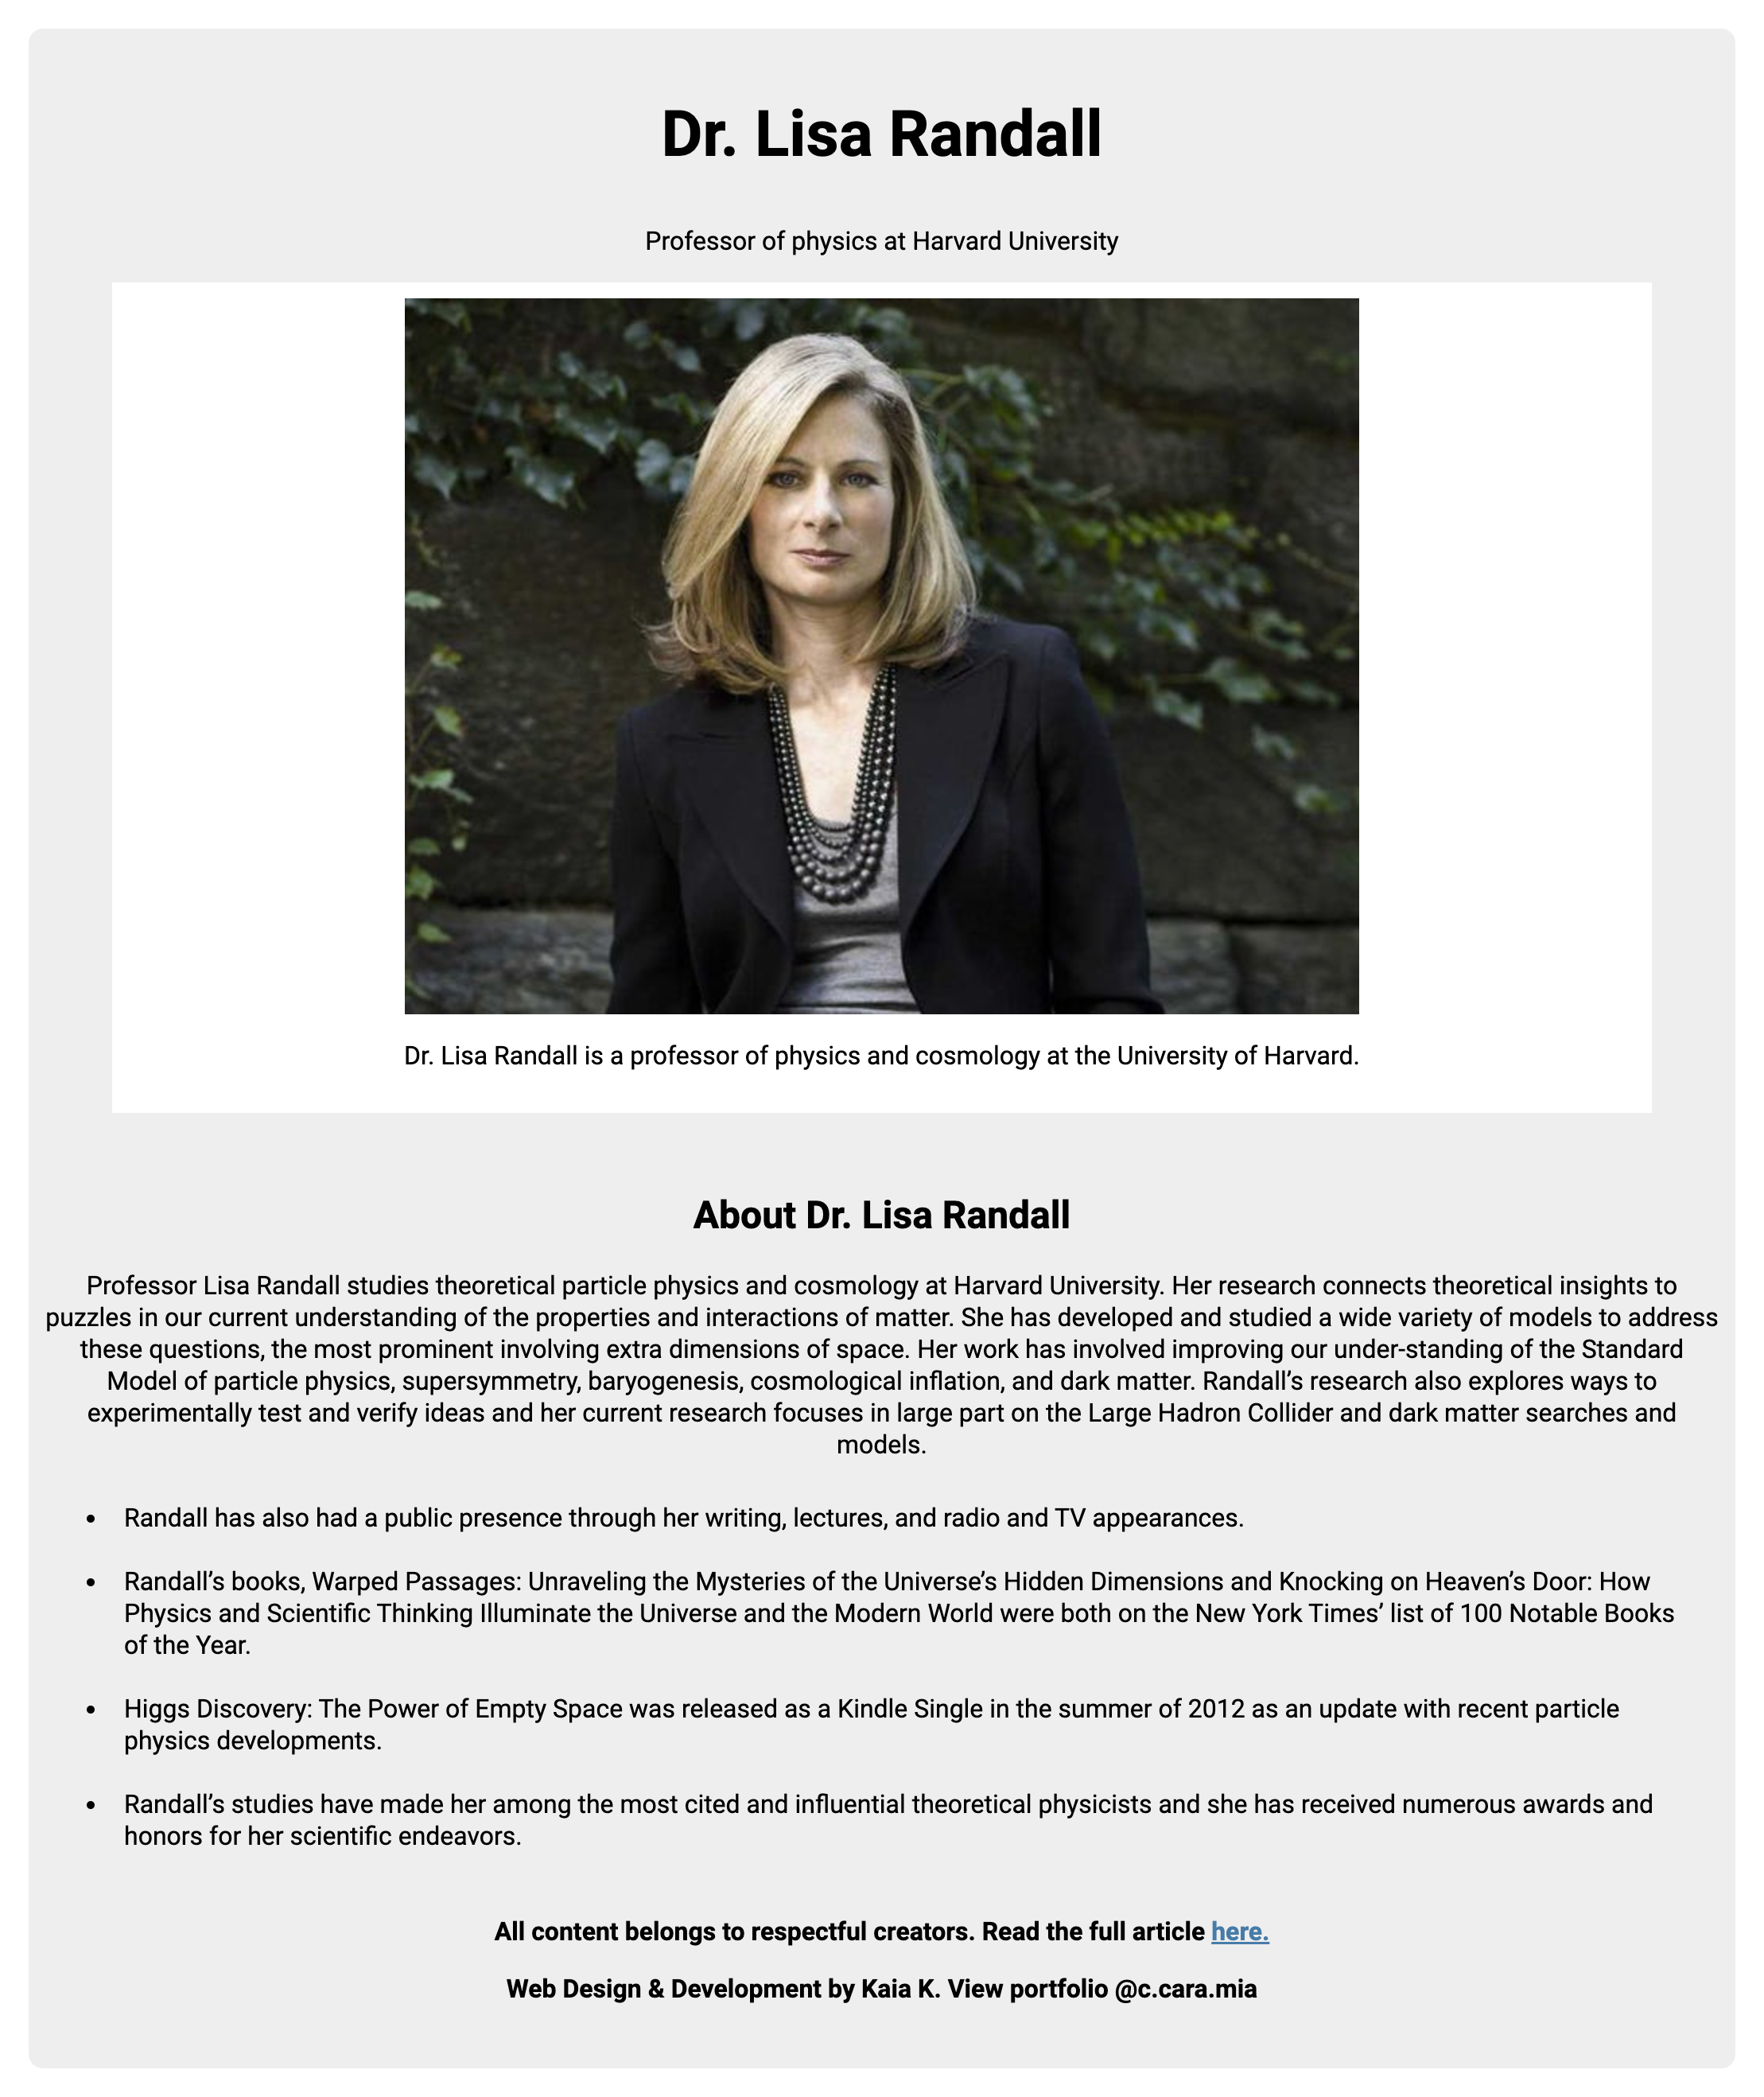 Dr. Lisa Randall
Professor of physics at Harvard University
Dr. Lisa Randall is a professor of physics and cosmology at the University of Harvard.
About Dr. Lisa Randall
Professor Lisa Randall studies theoretical particle physics and cosmology at Harvard University. Her research connects theoretical insights to
puzzles in our current understanding of the properties and interactions of matter. She has developed and studied a wide variety of models to address
these questions, the most prominent involving extra dimensions of space. Her work has involved improving our under-standing of the Standard
Model of particle physics, supersymmetry, baryogenesis, cosmological inflation, and dark matter. Randall’s research also explores ways to
experimentally test and verify ideas and her current research focuses in large part on the Large Hadron Collider and dark matter searches and
models.
• Randall has also had a public presence through her writing, lectures, and radio and TV appearances.
• Randall’s books, Warped Passages: Unraveling the Mysteries of the Universe’s Hidden Dimensions and Knocking on Heaven’s Door: How
Physics and Scientific Thinking Illuminate the Universe and the Modern World were both on the New York Times’ list of 100 Notable Books
of the Year.
• Higgs Discovery: The Power of Empty Space was released as a Kindle Single in the summer of 2012 as an update with recent particle
physics developments.
• Randall’s studies have made her among the most cited and influential theoretical physicists and she has received numerous awards and
honors for her scientific endeavors.
All content belongs to respectful creators. Read the full article here.
Web Design & Development by Kaia K. View portfolio @c.cara.mia